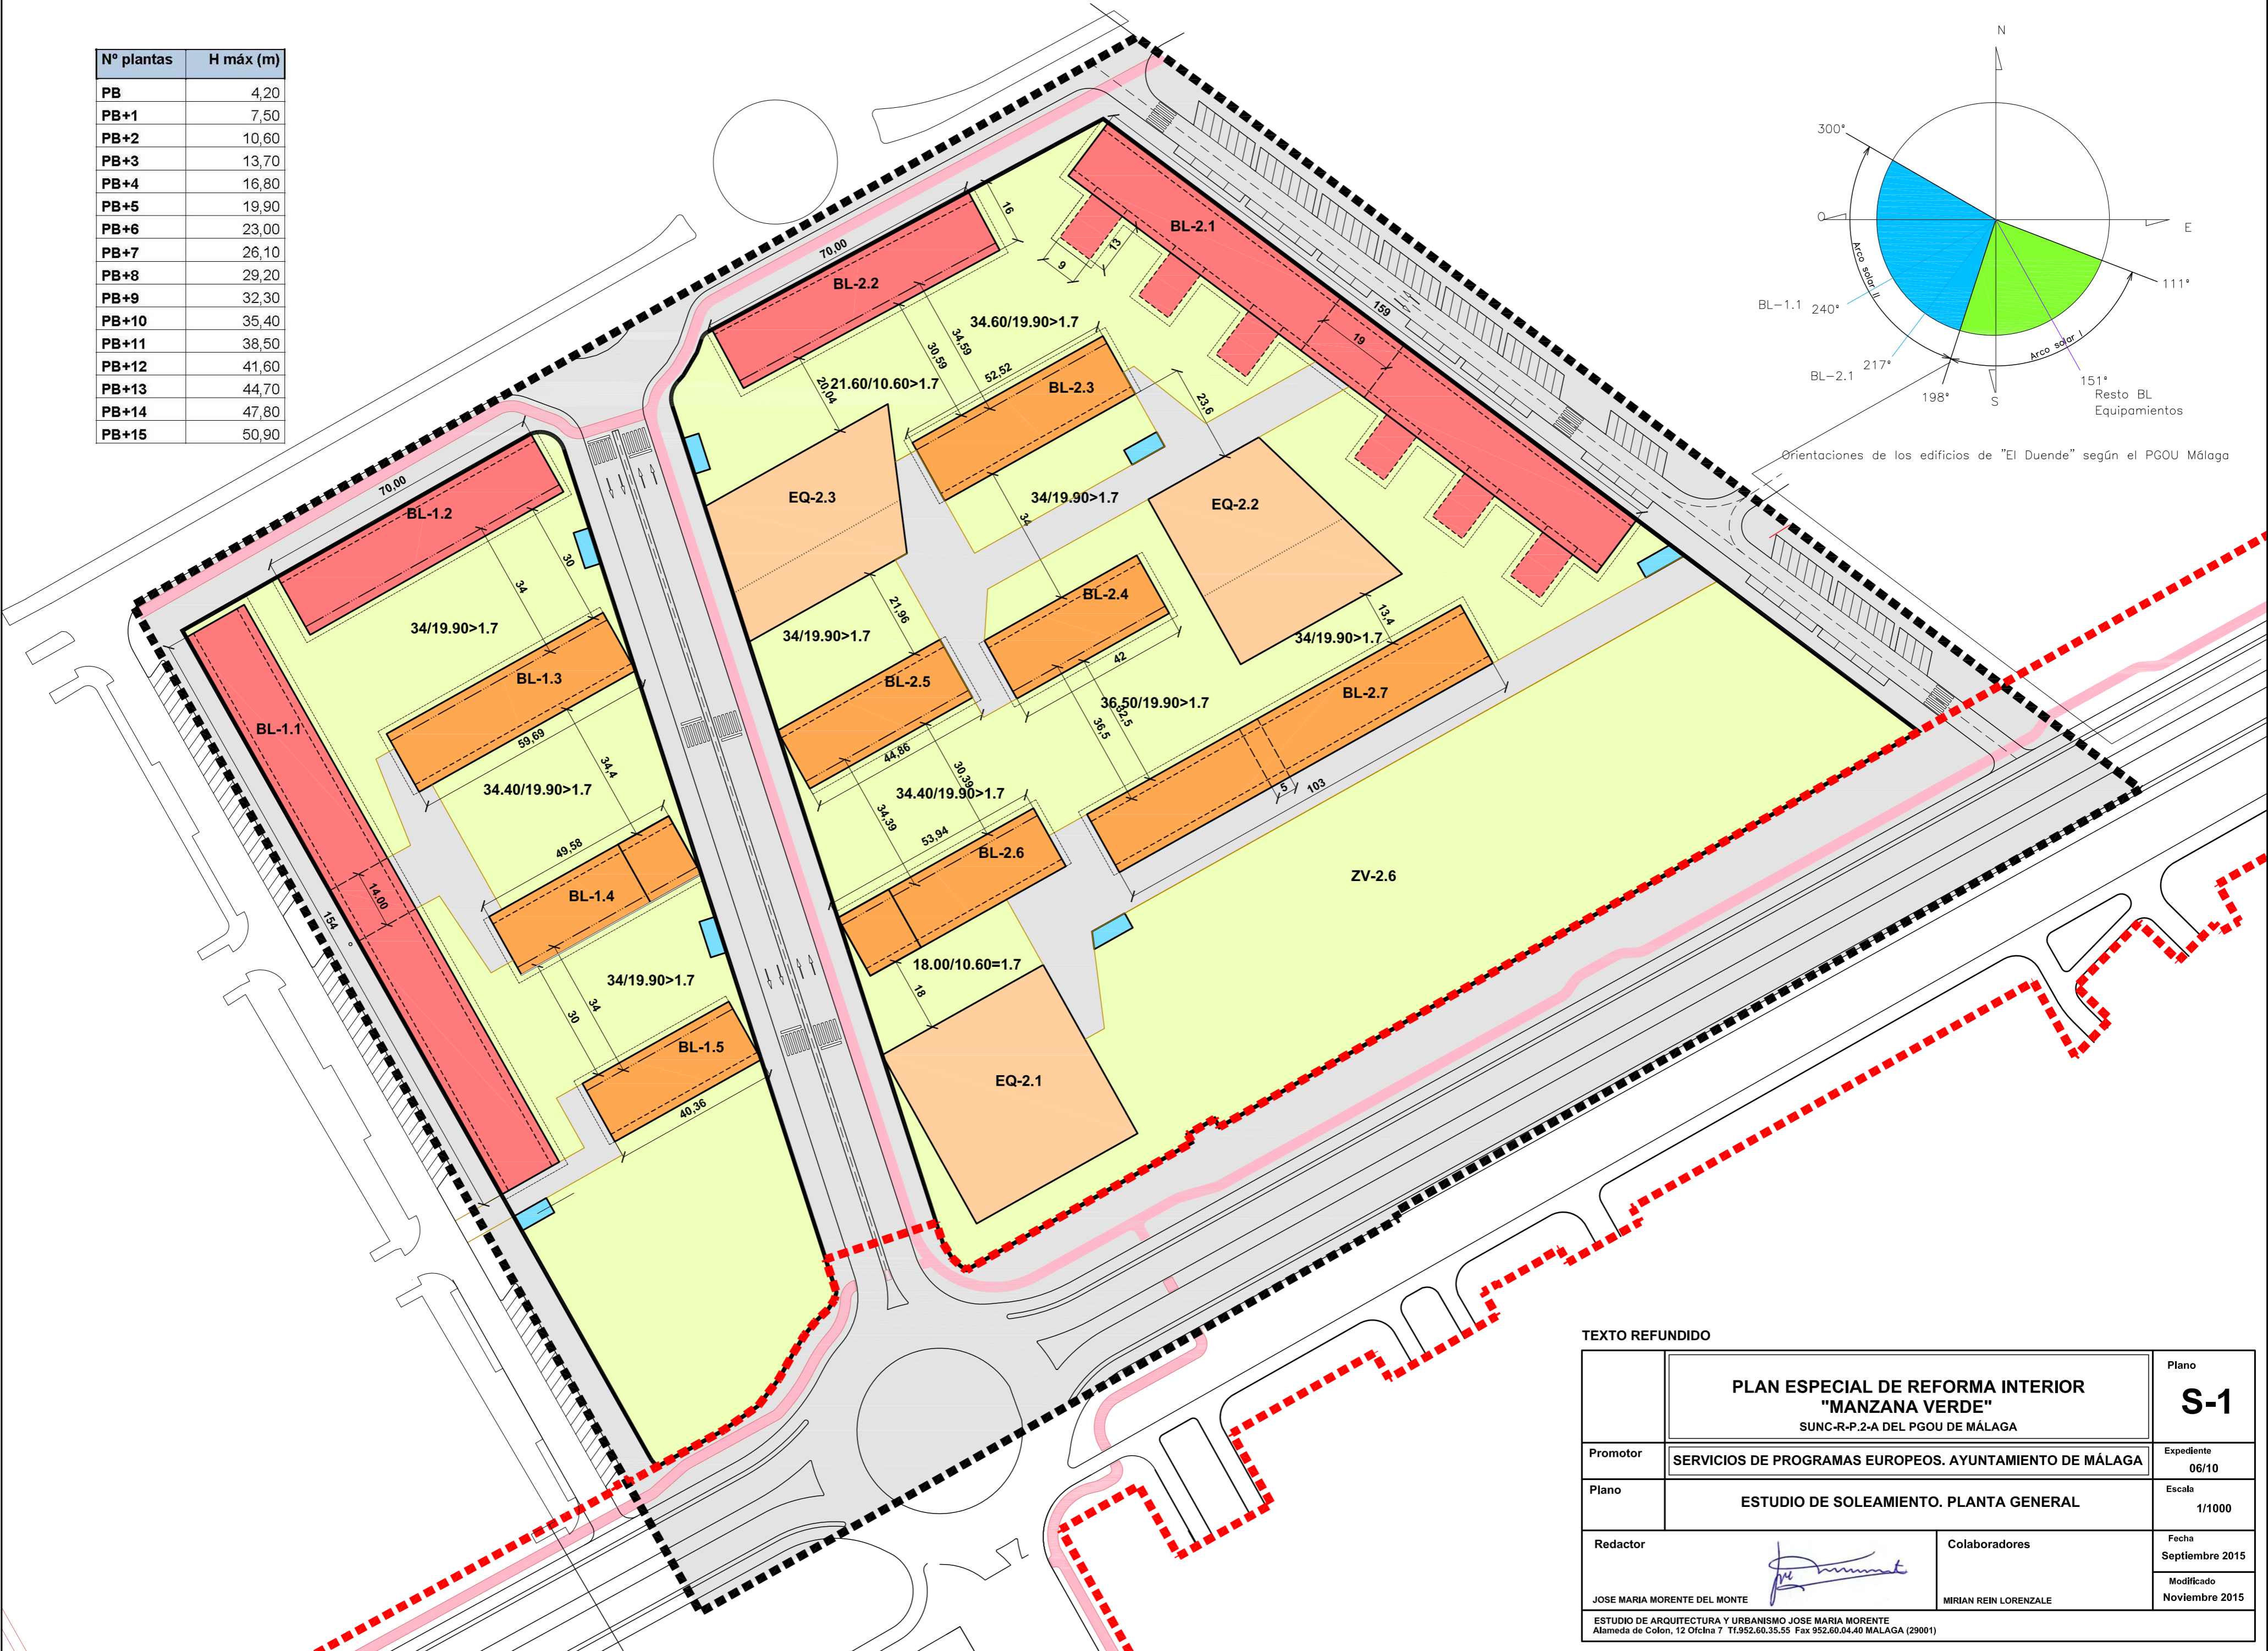 Nº plantas H máx (m)
PB 4,20
PB+1 7,50
PB+2 10,60
PB+3 13,70
PB+4 16,80
PB+5 19,90
PB+6 23,00
PB+7 26,10
PB+8 29,20
PB+9 32,30
PB+10 35,40
PB+11 38,50
PB+12 41,60
PB+13 44,70
PB+14 47,80
PB+15 50,90
N
300°
O
E
111°
Arco solar II
Arco solar I
BL-1.1 240°
BL-2.1 217°
198°
S
151°
Resto BL
Equipamientos
Orientaciones de los edificios de "El Duende" según el PGOU Málaga
BL-2.1
16
13
9
159
19
70,00
BL-2.2
34.60/19.90>1.7
34,59
30,59
52,52
20,04
21.60/10.60>1.7
BL-2.3
23,6
EQ-2.3
34/19.90>1.7
34
EQ-2.2
70,00
BL-1.2
30
34
34/19.90>1.7
BL-1.3
59,69
34,4
34.40/19.90>1.7
BL-1.1
14.00
154
49,58
BL-1.4
34/19.90>1.7
30
34
BL-1.5
40,36
21,96
34/19.90>1.7
BL-2.4
42
BL-2.5
44,86
13,4
34/19.90>1.7
BL-2.7
36.50/19.90>1.7
32,5
36.5
5
103
30,39
34.40/19.90>1.7
34,39
53,94
BL-2.6
18.00/10.60=1.7
18
EQ-2.1
ZV-2.6
TEXTO REFUNDIDO
PLAN ESPECIAL DE REFORMA INTERIOR
"MANZANA VERDE"
SUNC-R-P.2-A DEL PGOU DE MÁLAGA
Plano
S-1
Promotor
SERVICIOS DE PROGRAMAS EUROPEOS. AYUNTAMIENTO DE MÁLAGA
Expediente
06/10
Plano
ESTUDIO DE SOLEAMIENTO. PLANTA GENERAL
Escala
1/1000
Redactor
JOSE MARIA MORENTE DEL MONTE
Colaboradores
MIRIAN REIN LORENZALE
Fecha
Septiembre 2015
Modificado
Noviembre 2015
ESTUDIO DE ARQUITECTURA Y URBANISMO JOSE MARIA MORENTE
Alameda de Colon, 12 Oficina 7 Tf.952.60.35.55 Fax 952.60.04.40 MALAGA (29001)